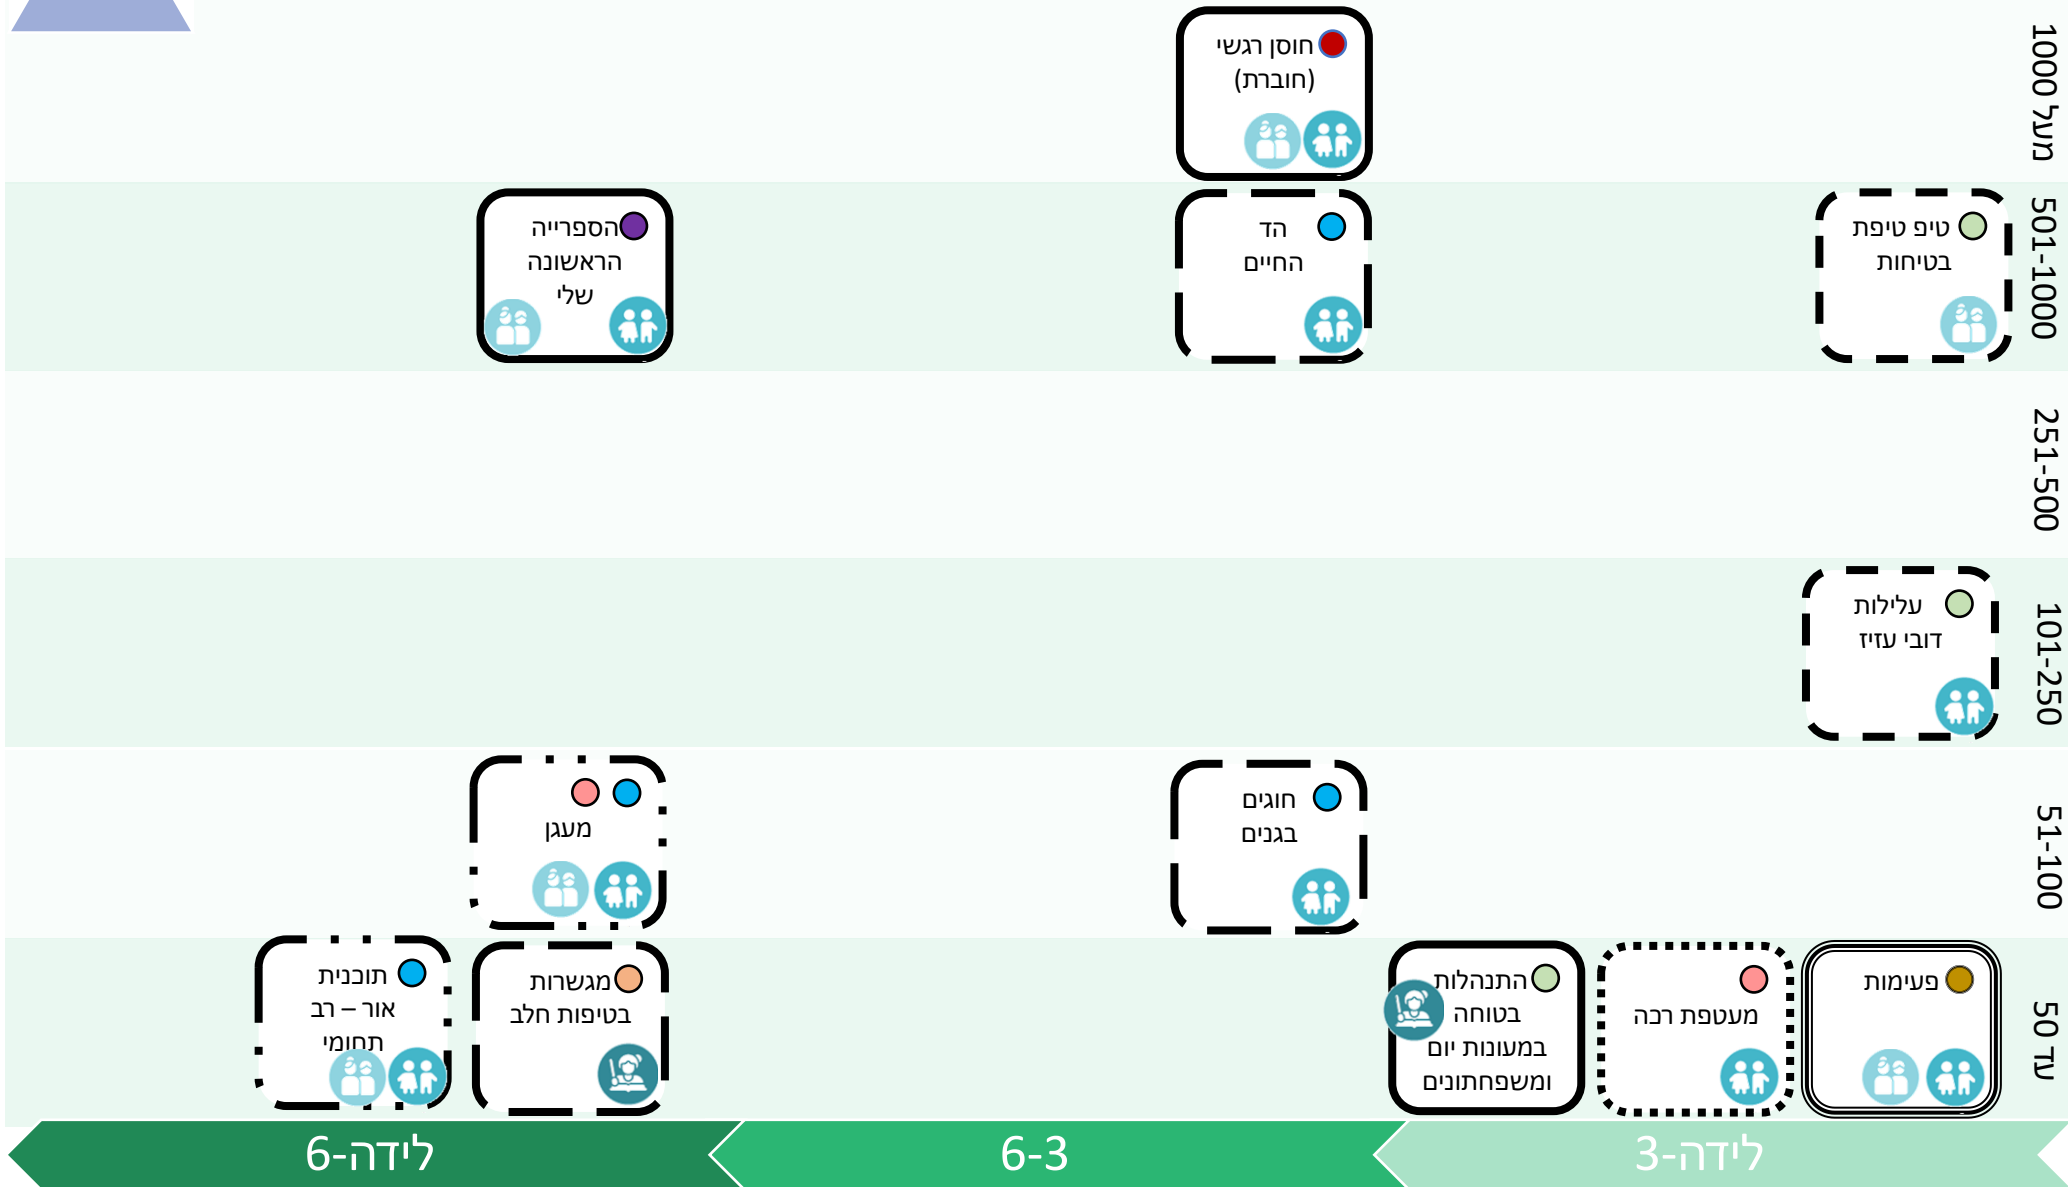 מעל 1000
חוסן רגשי
(חוברת)
501-1000
טיפ טיפת
בטיחות
הד
החיים
הספרייה
הראשונה
שלי
251-500
101-250
עלילות
דובי עזיז
51-100
חוגים
בגנים
מעגן
עד 50
פעימות
מעטפת רכה
התנהלות
בטוחה
במעונות יום
ומשפחתונים
מגשרות
בטיפות חלב
תוכנית
אור – רב
תחומי
לידה-3
6-3
לידה-6